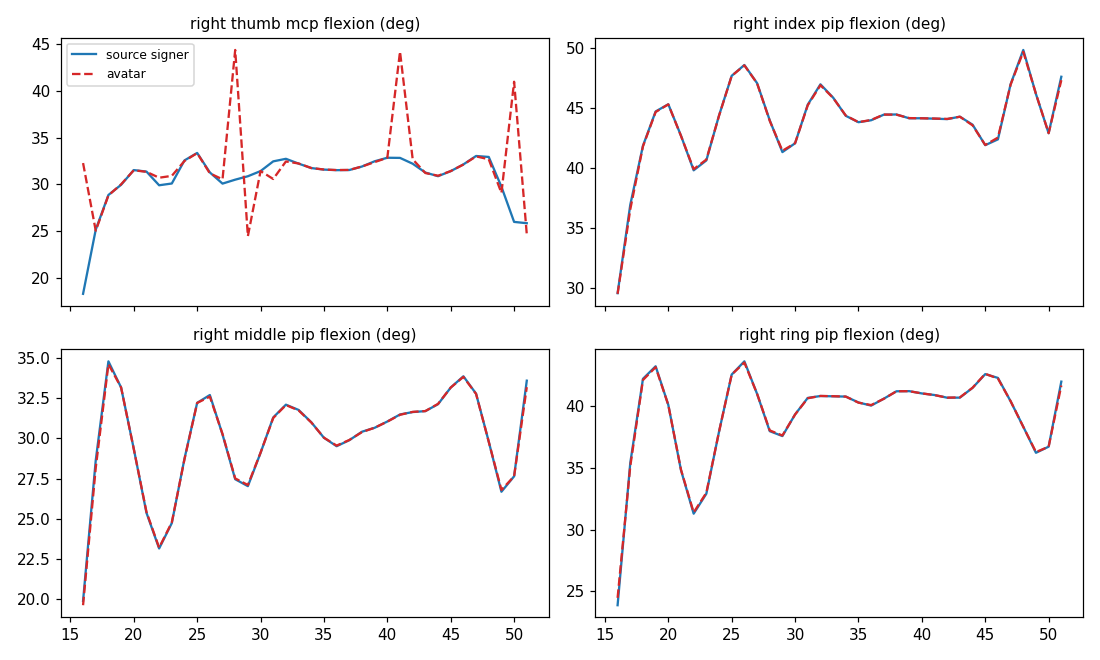 right thumb mcp flexion (deg)
right index pip flexion (deg)
source signer
avatar
45
40
35
30
25
20
50
45
40
35
30
right middle pip flexion (deg)
right ring pip flexion (deg)
35.0
32.5
30.0
27.5
25.0
22.5
20.0
40
35
30
25
15 20 25 30 35 40 45 50
15 20 25 30 35 40 45 50